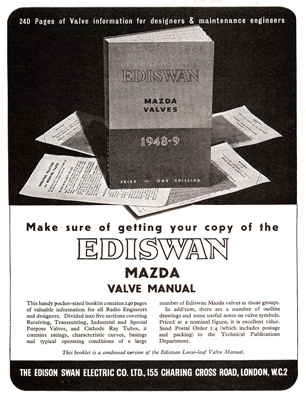 240 Pages of Valve information for designers & maintenance engineers
EDISWAN
MAZDA
VALVES
1948-9
PRICE — ONE SHILLING
Make sure of getting your copy of the
EDISWAN
MAZDA
VALVE MANUAL
This handy pocket-sized booklet contains 240 pages
of valuable information for all Radio Engineers
and designers. Divided into five sections covering
Receiving, Transmitting, Industrial and Special
Purpose Valves, and Cathode Ray Tubes, it
contains ratings, characteristic curves, basings
and typical operating conditions of a large
number of Ediswan Mazda valves in those groups.
In addition, there are a number of outline
drawings and some useful notes on valve symbols.
Priced at a nominal figure, it is excellent value.
Send Postal Order 1/4 (which includes postage
and packing) to the Technical Publications
Department.
This booklet is a condensed version of the Ediswan Loose-leaf Valve Manual.
THE EDISON SWAN ELECTRIC CO. LTD., 155 CHARING CROSS ROAD, LONDON, W.C.2